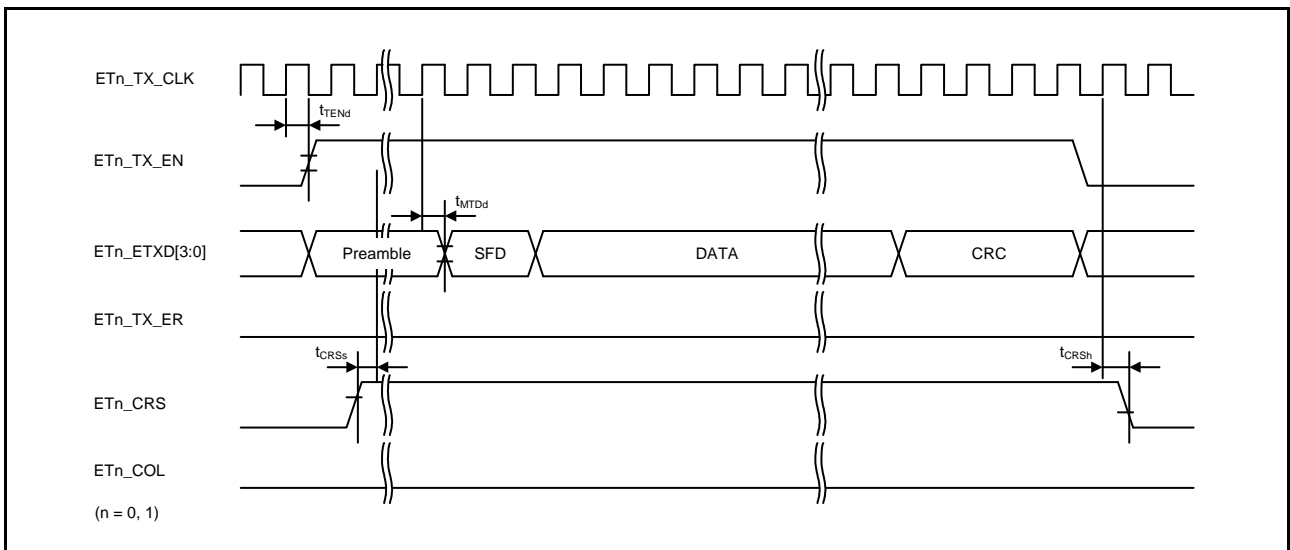 ETn_TX_CLK
tTENd
ETn_TX_EN
tMTDd
ETn_ETXD[3:0]
Preamble
SFD
DATA
CRC
ETn_TX_ER
tCRSs
tCRSh
ETn_CRS
ETn_COL
(n = 0, 1)